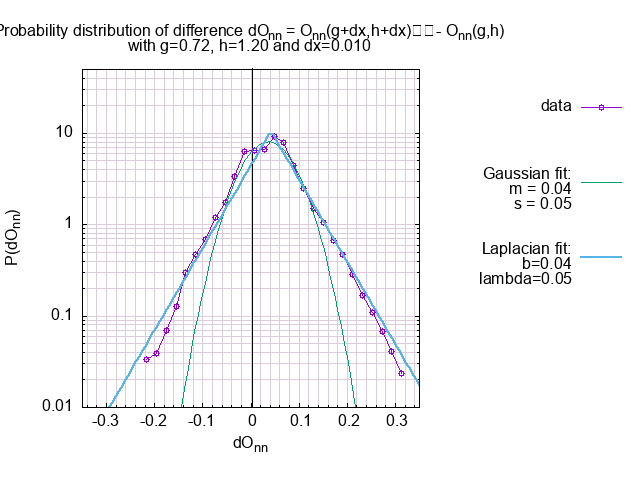 Probability distribution of difference dOnn = Onn(g+dx,h+dx) - Onn(g,h)
with g=0.72, h=1.20 and dx=0.010
data
Gaussian fit:
m = 0.04
s = 0.05
Laplacian fit:
b=0.04
lambda=0.05
P(dOnn)
10
1
0.1
0.01
-0.3 -0.2 -0.1 0 0.1 0.2 0.3
dOnn